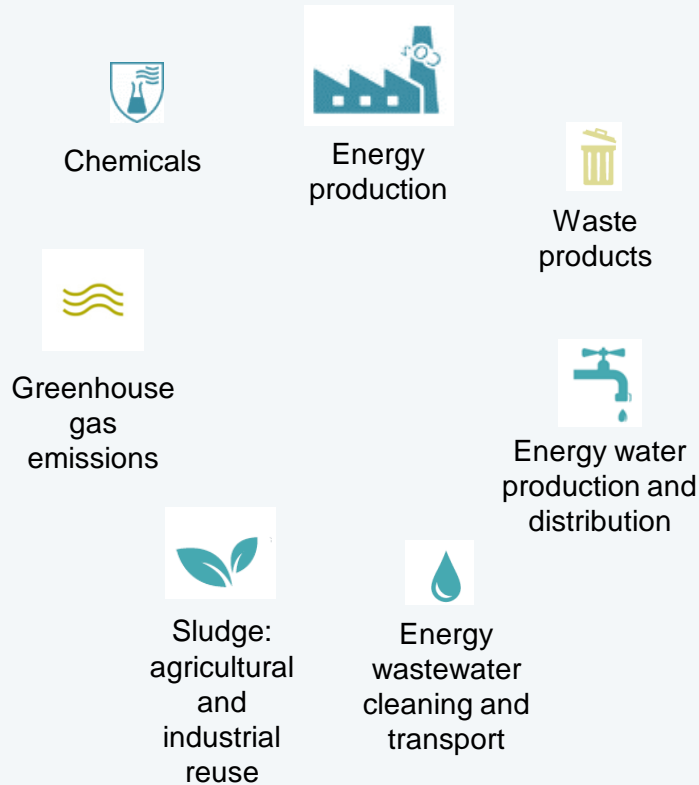 Chemicals
Energy
production
Waste
products
Greenhouse
gas
emissions
Energy water
production and
distribution
Sludge:
agricultural
and
industrial
reuse
Energy
wastewater
cleaning and
transport